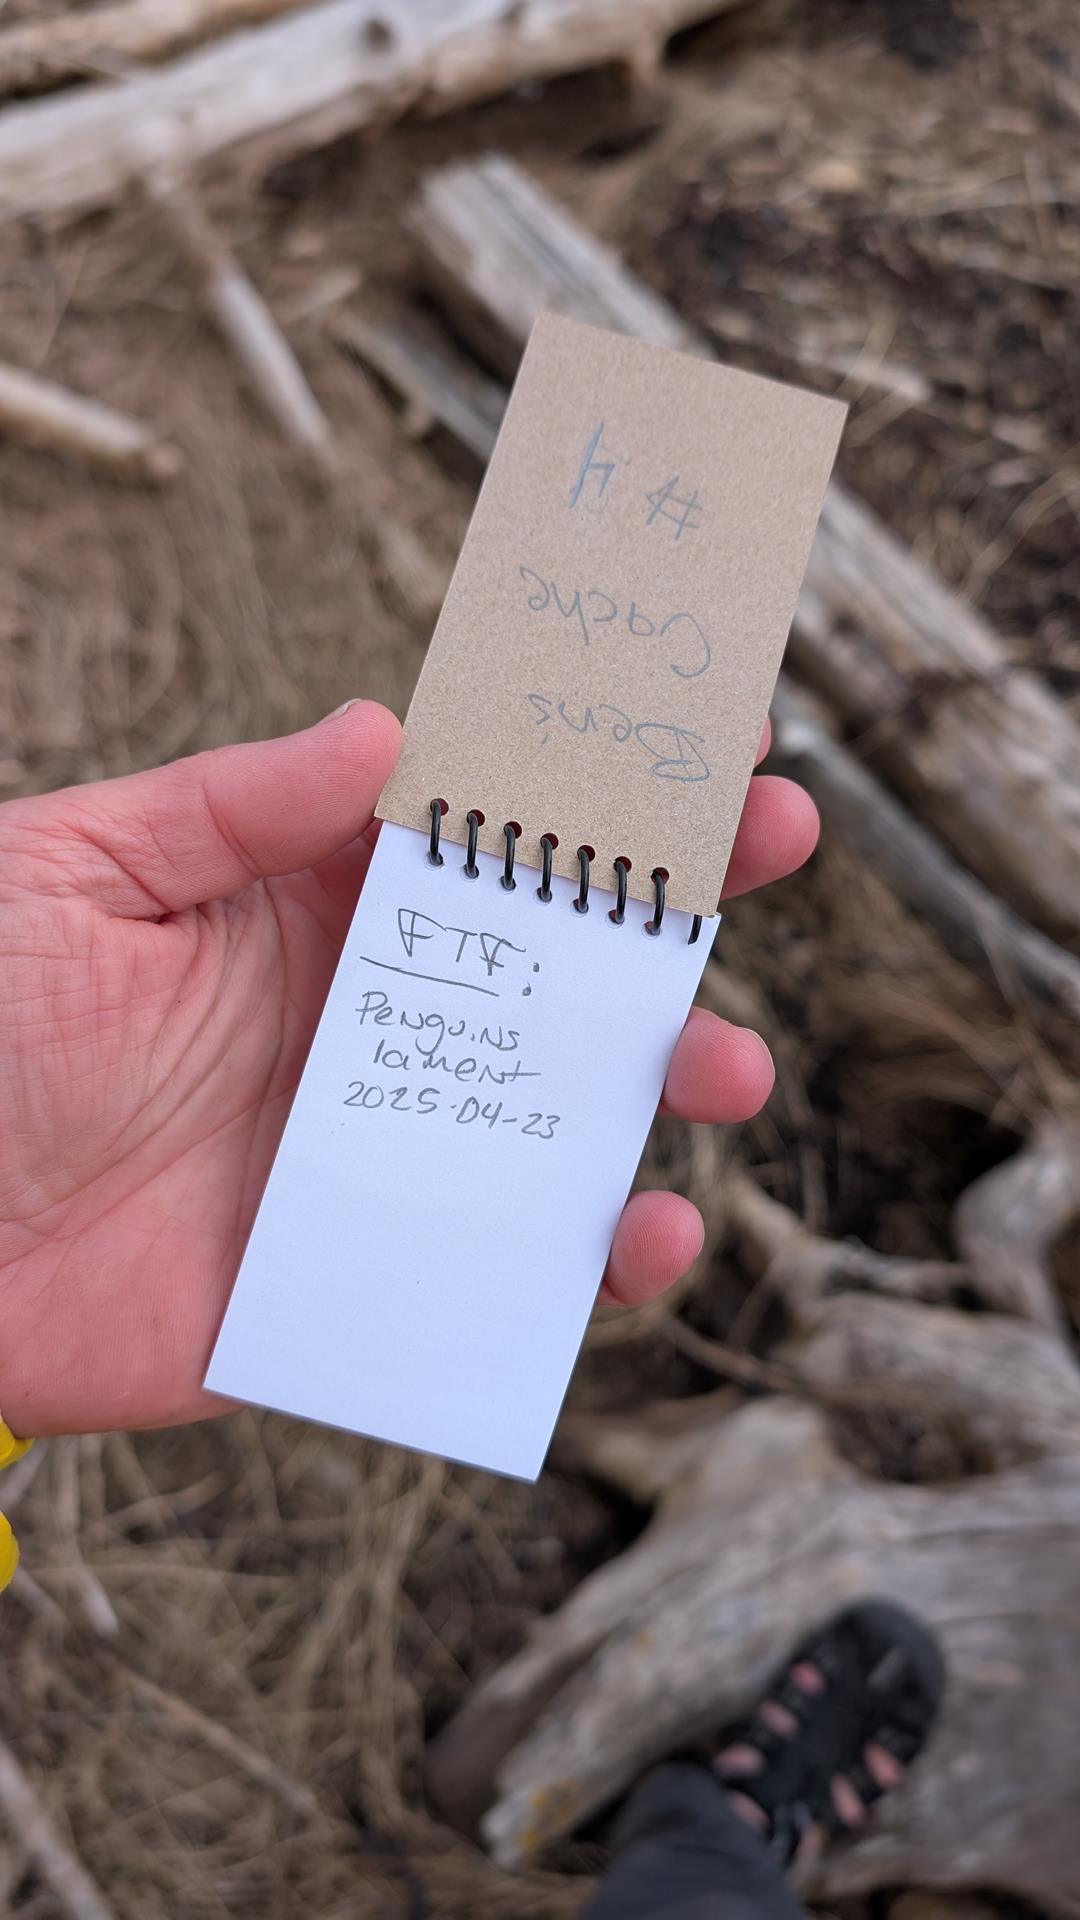 Ben's
Cache
# 4
FTF:
Penguins
lament
2025-04-23